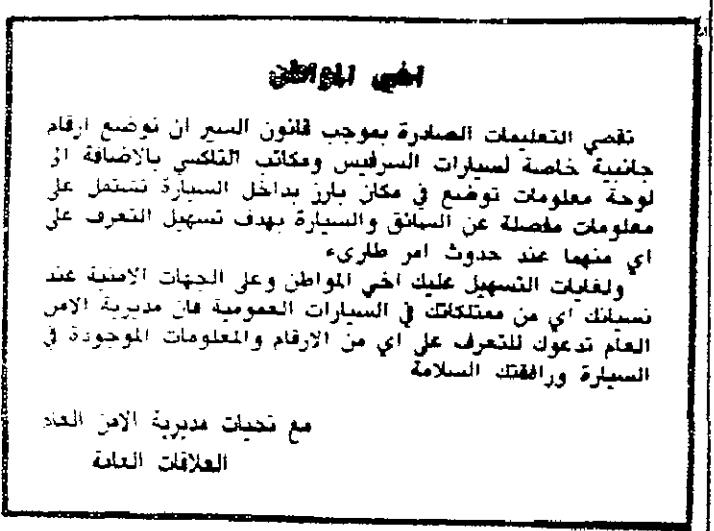 اخي المواطن
تقضي التعليمات الصادرة بموجب قانون السير ان توضع ارقام
جانبية خاصة لسيارات السرفيس ومكاتب التاكسي بالاضافة الى
لوحة معلومات توضع في مكان بارز بداخل السيارة تشتمل على
معلومات مفصلة عن السائق والسيارة بهدف تسهيل التعرف على
اي منهما عند حدوث امر طارىء
ولغايات التسهيل عليك اخي المواطن وعلى الجهات الامنية عند
نسيانك اي من ممتلكاتك في السيارات العمومية فان مديرية الامن
العام تدعوك للتعرف على اي من الارقام والمعلومات الموجودة في
السيارة ورافقتك السلامة
مع تحيات مديرية الامن العام
العلاقات العامة